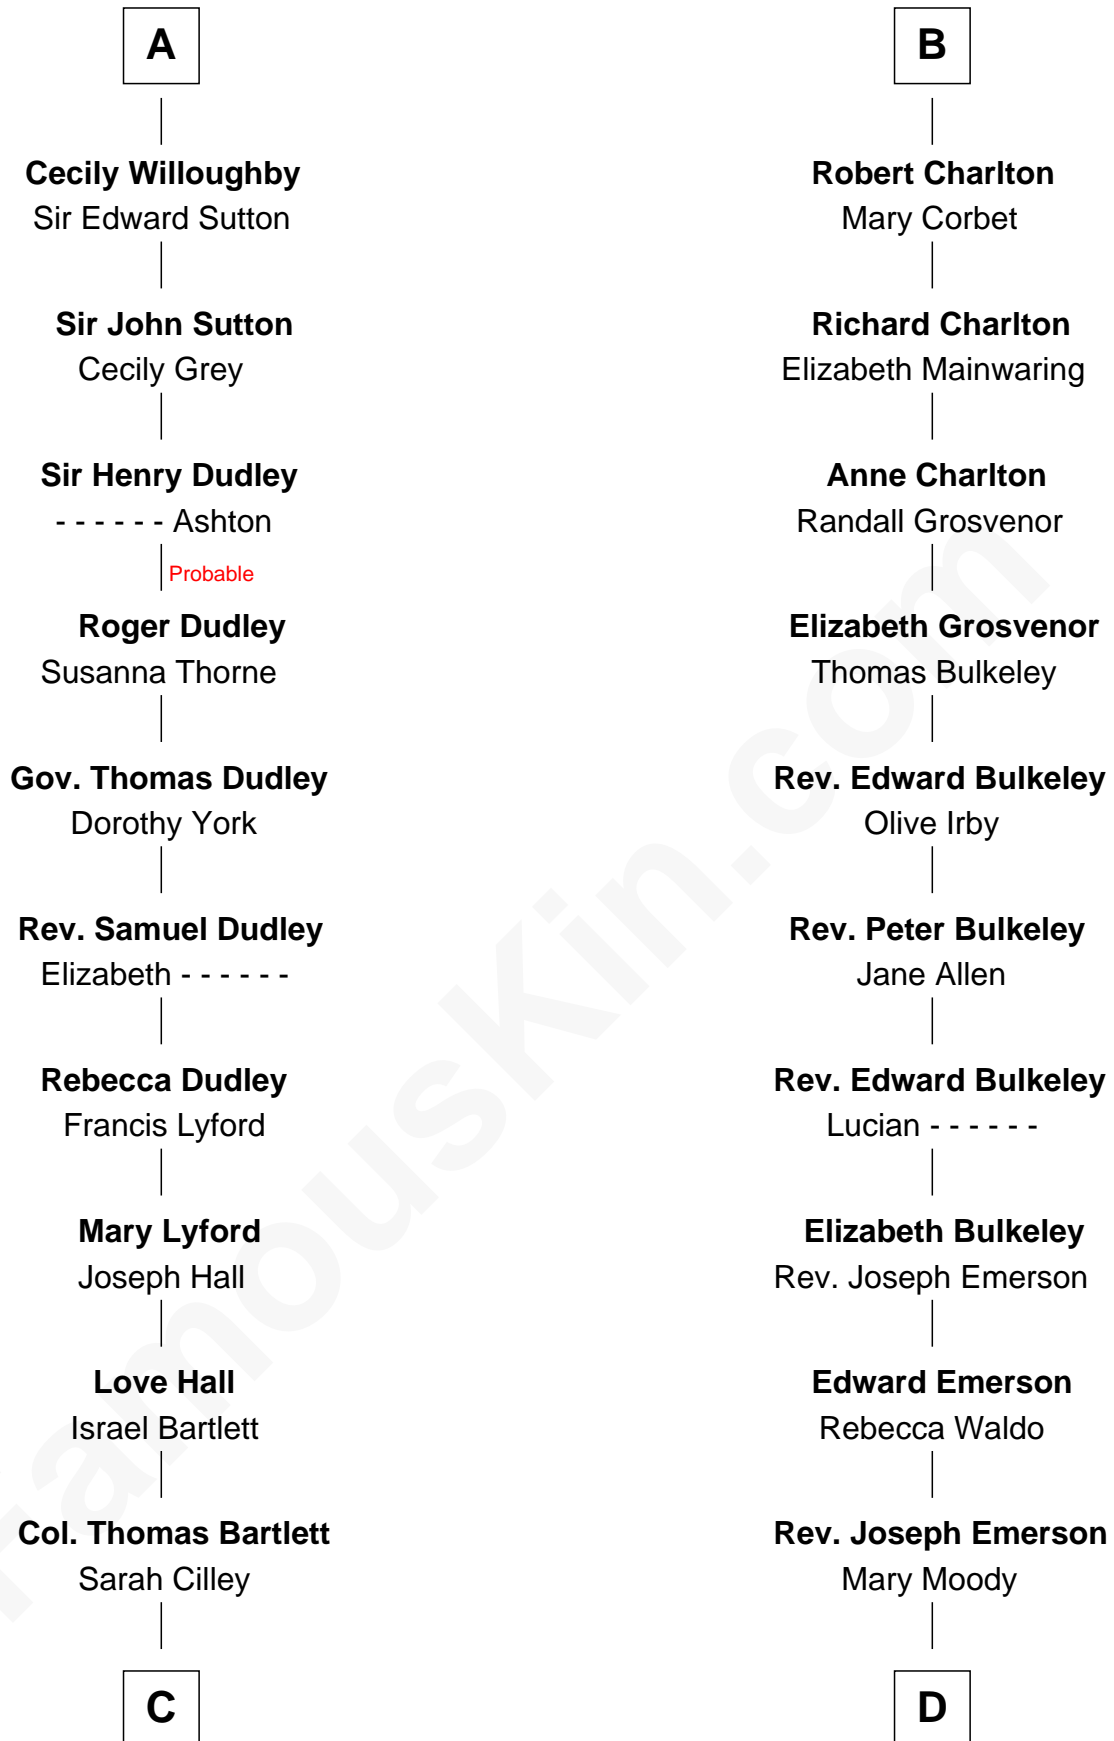 A
Cecily Willoughby
Sir Edward Sutton
Sir John Sutton
Cecily Grey
Sir Henry Dudley
- - - - - - Ashton
Probable
Roger Dudley
Susanna Thorne
Gov. Thomas Dudley
Dorothy York
Rev. Samuel Dudley
Elizabeth - - - - - -
Rebecca Dudley
Francis Lyford
Mary Lyford
Joseph Hall
Love Hall
Israel Bartlett
Col. Thomas Bartlett
Sarah Cilley
C
B
Robert Charlton
Mary Corbet
Richard Charlton
Elizabeth Mainwaring
Anne Charlton
Randall Grosvenor
Elizabeth Grosvenor
Thomas Bulkeley
Rev. Edward Bulkeley
Olive Irby
Rev. Peter Bulkeley
Jane Allen
Rev. Edward Bulkeley
Lucian - - - - - -
Elizabeth Bulkeley
Rev. Joseph Emerson
Edward Emerson
Rebecca Waldo
Rev. Joseph Emerson
Mary Moody
D
FamousKin.com